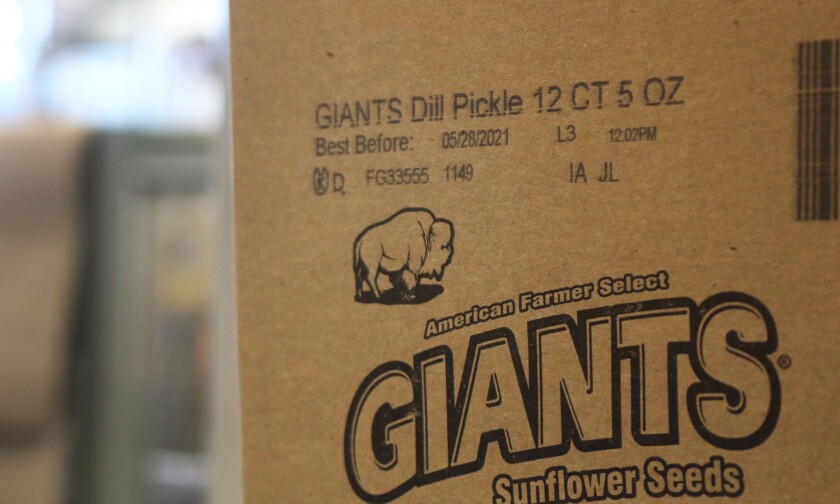 GIANTS Dill Pickle 12 CT 5 OZ
Best Before: 05/28/2021 L3 12:02PM
D FG33555 1149 IA JL
American Farmer Select
GIANTS®
Sunflower Seeds